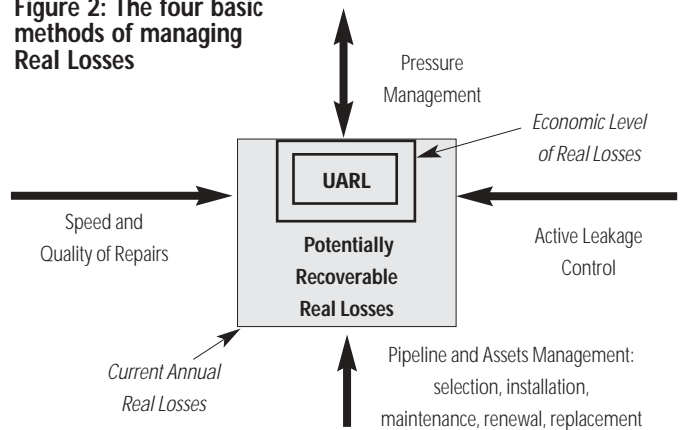 Figure 2: The four basic
methods of managing
Real Losses
Pressure
Management
Economic Level
of Real Losses
UARL
Speed and
Quality of Repairs
Potentially
Recoverable
Real Losses
Active Leakage
Control
Current Annual
Real Losses
Pipeline and Assets Management:
selection, installation,
maintenance, renewal, replacement